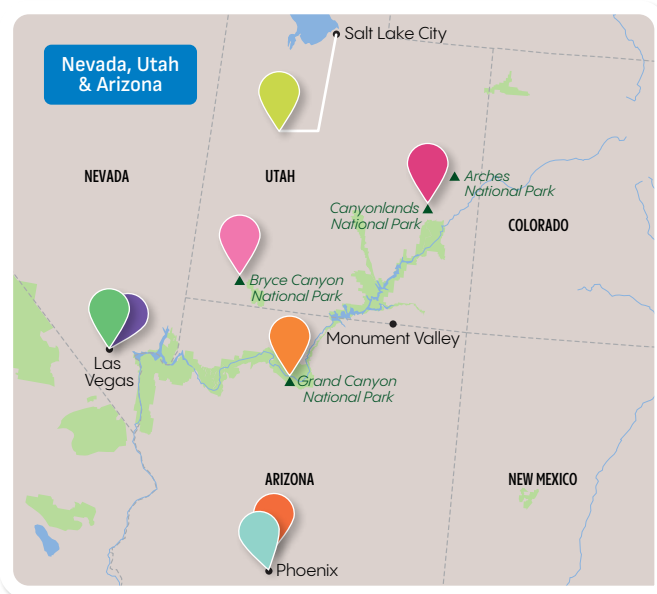 Nevada, Utah
& Arizona
Salt Lake City
NEVADA
UTAH
Arches
National Park
Canyonlands
National Park
COLORADO
Bryce Canyon
National Park
Monument Valley
Las
Vegas
Grand Canyon
National Park
ARIZONA
NEW MEXICO
Phoenix